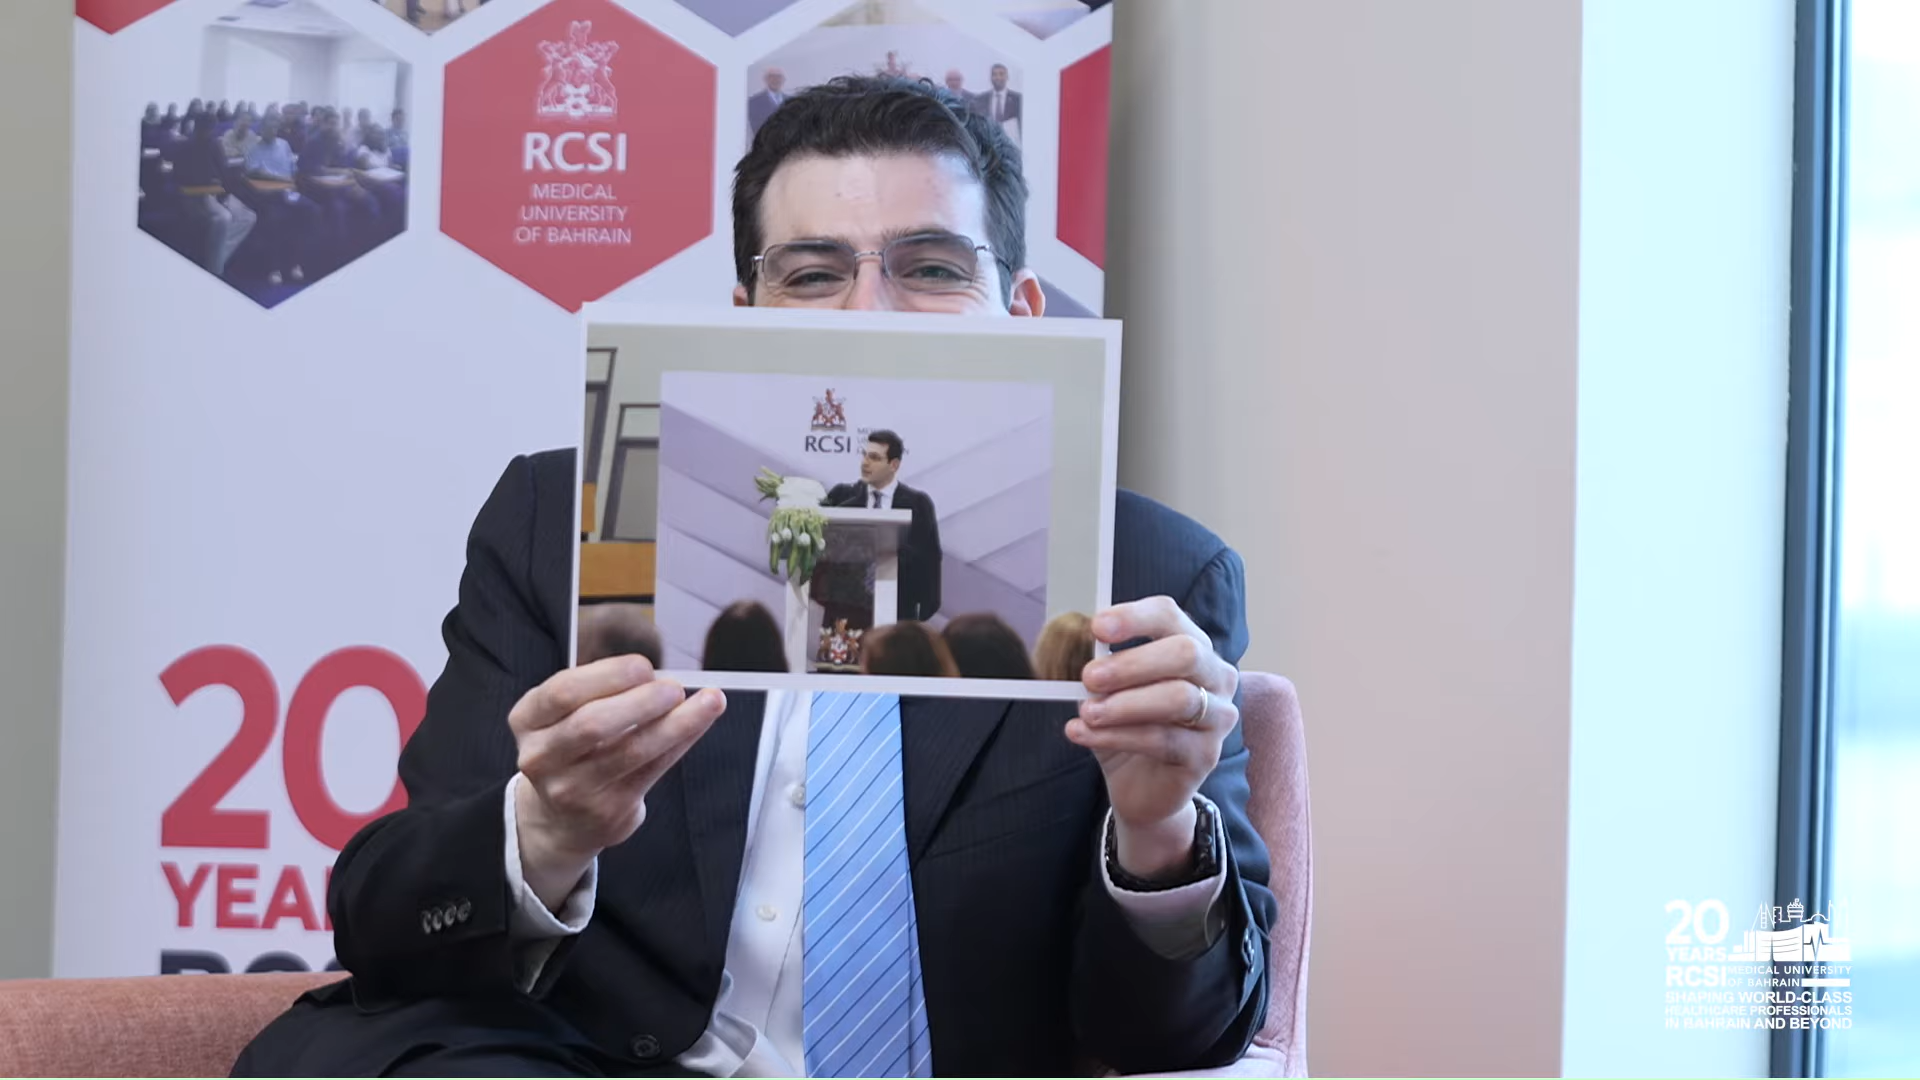 RCSI
MEDICAL
UNIVERSITY
OF BAHRAIN
RCSI
20
20
YEARS
RCSI MEDICAL UNIVERSITY
OF BAHRAIN
SHAPING WORLD-CLASS
HEALTHCARE PROFESSIONALS
IN BAHRAIN AND BEYOND